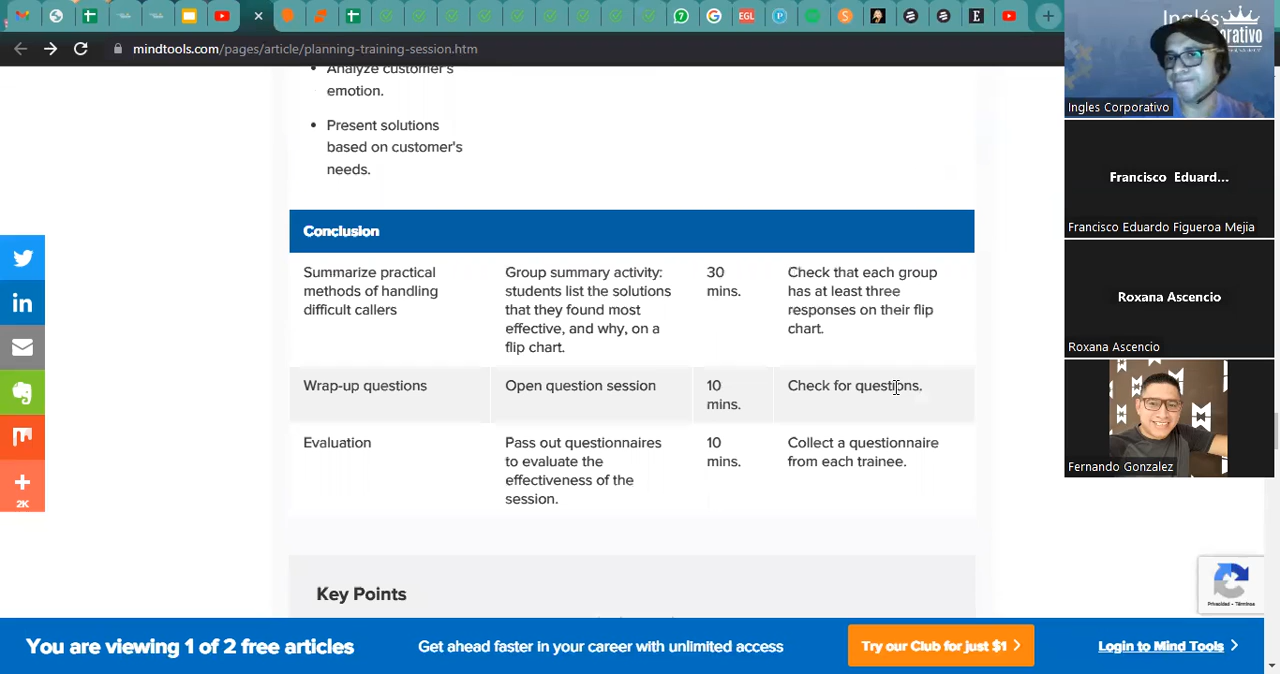 EGL
mindtools.com/pages/article/planning-training-session.htm
Analyze customer's
emotion.
Present solutions
based on customer's
needs.
Conclusion
Summarize practical
methods of handling
difficult callers
Group summary activity:
students list the solutions
that they found most
effective, and why, on a
flip chart.
30
mins.
Check that each group
has at least three
responses on their flip
chart.
Wrap-up questions
Open question session
10
mins.
Check for questions.
Evaluation
Pass out questionnaires
to evaluate the
effectiveness of the
session.
10
mins.
Collect a questionnaire
from each trainee.
Key Points
2K
You are viewing 1 of 2 free articles
Get ahead faster in your career with unlimited access
Try our Club for just $1
Login to Mind Tools
Privacidad - Términos
Inglés
Ingles Corporativo
Francisco Eduard...
Francisco Eduardo Figueroa Mejia
Roxana Ascencio
Roxana Ascencio
Fernando Gonzalez